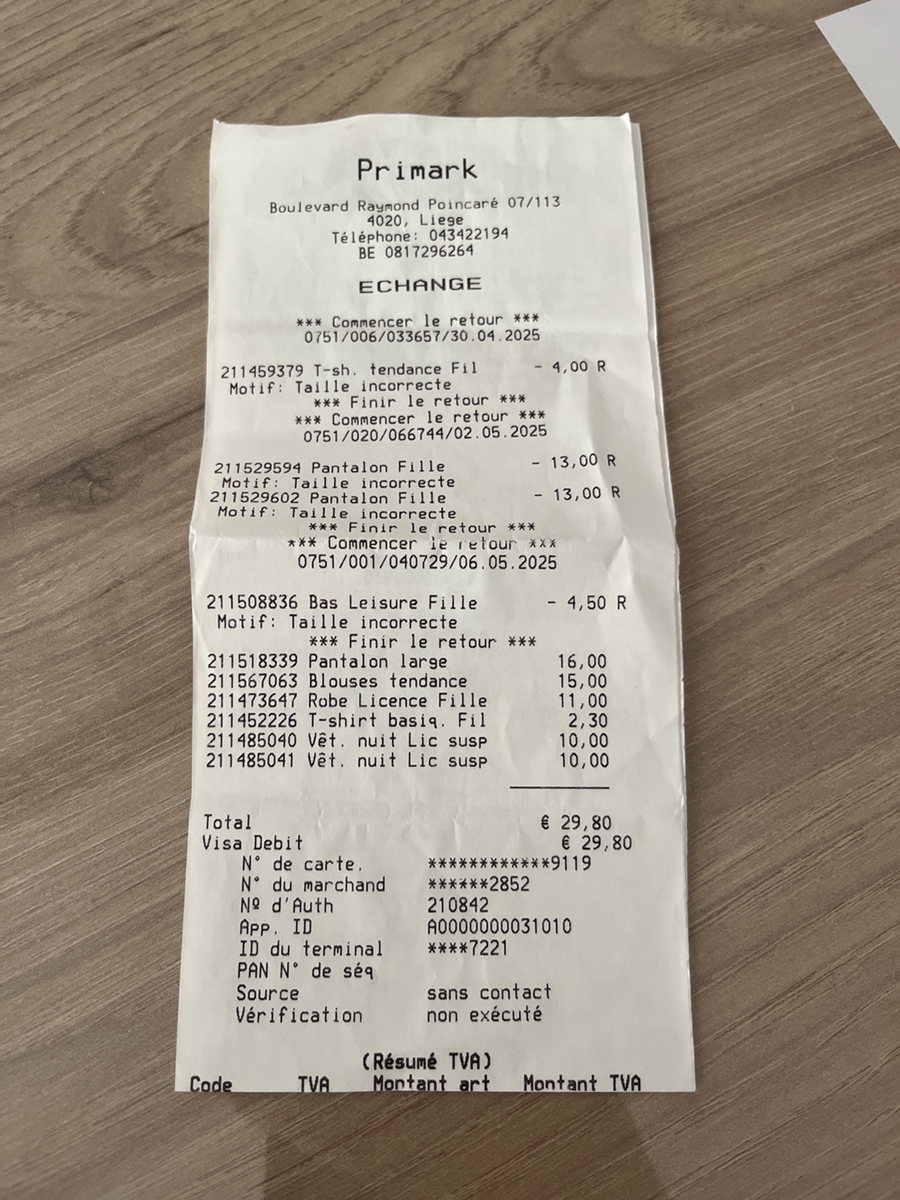 Primark
Boulevard Raymond Poincaré 07/113
4020, Liege
Téléphone: 043422194
BE 0817296264
ECHANGE
*** Commencer le retour ***
0751/006/033657/30.04.2025
211459379 T-sh. tendance Fil - 4,00 R
Motif: Taille incorrecte
*** Finir le retour ***
*** Commencer le retour ***
0751/020/066744/02.05.2025
211529594 Pantalon Fille - 13,00 R
Motif: Taille incorrecte
211529602 Pantalon Fille - 13,00 R
Motif: Taille incorrecte
*** Finir le retour ***
*** Commencer le retour ***
0751/001/040729/06.05.2025
211508836 Bas Leisure Fille - 4,50 R
Motif: Taille incorrecte
*** Finir le retour ***
211518339 Pantalon large 16,00
211567063 Blouses tendance 15,00
211473647 Robe Licence Fille 11,00
211452226 T-shirt basiq. Fil 2,30
211485040 Vêt. nuit Lic susp 10,00
211485041 Vêt. nuit Lic susp 10,00
Total € 29,80
Visa Debit € 29,80
N° de carte. ************9119
N° du marchand ******2852
Nº d'Auth 210842
App. ID A0000000031010
ID du terminal ****7221
PAN N° de séq
Source sans contact
Vérification non exécuté
(Résumé TVA)
Code TVA Montant art Montant TVA